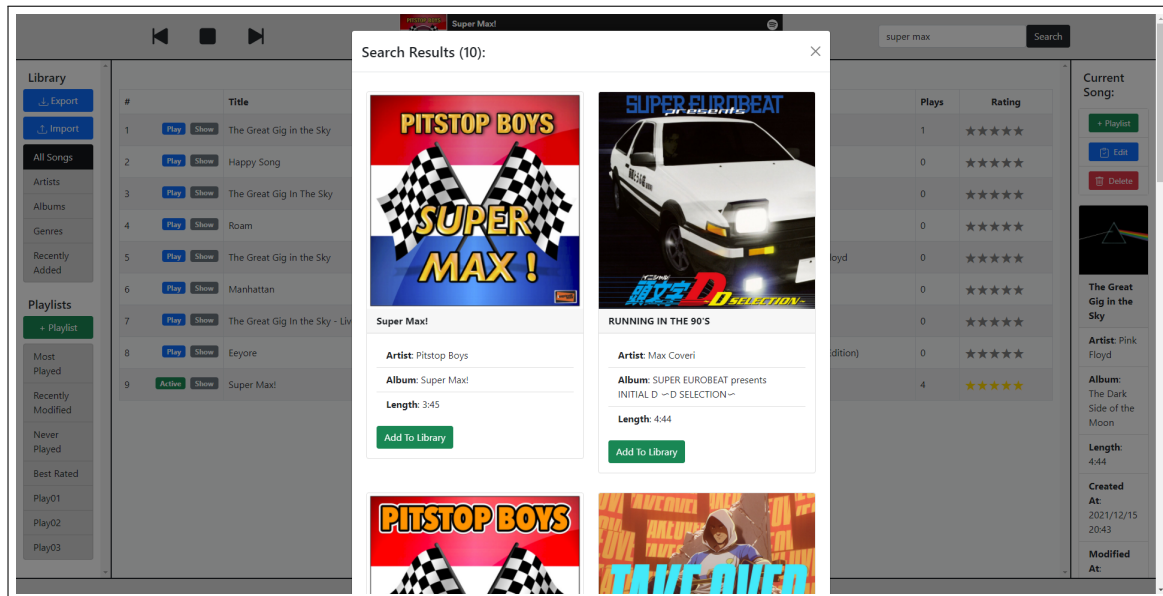 Super Max!
super max
Search
Library
Export
Import
All Songs
Artists
Albums
Genres
Recently
Added
Playlists
+ Playlist
Most
Played
Recently
Modified
Never
Played
Best Rated
Play01
Play02
Play03
# Title Plays Rating
1 Play Show The Great Gig in the Sky 1 ★★★★★
2 Play Show Happy Song 0 ★★★★★
3 Play Show The Great Gig In The Sky 0 ★★★★★
4 Play Show Roam 0 ★★★★★
5 Play Show The Great Gig in the Sky loyd 0 ★★★★★
6 Play Show Manhattan 0 ★★★★★
7 Play Show The Great Gig in the Sky - Liv 0 ★★★★★
8 Play Show Eeyore dition) 0 ★★★★★
9 Active Show Super Max! 4 ★★★★★
Search Results (10):
PITSTOP BOYS
SUPER
MAX !
Super Max!
Artist: Pitstop Boys
Album: Super Max!
Length: 3:45
Add To Library
SUPER EUROBEAT
presents
頭文字D
~D SELECTION~
RUNNING IN THE 90'S
Artist: Max Coveri
Album: SUPER EUROBEAT presents
INITIAL D ～D SELECTION～
Length: 4:44
Add To Library
PITSTOP BOYS
TAKE OVER
Current
Song:
+ Playlist
Edit
Delete
The Great
Gig in the
Sky
Artist: Pink
Floyd
Album:
The Dark
Side of the
Moon
Length:
4:44
Created
At:
2021/12/15
20:43
Modified
At: